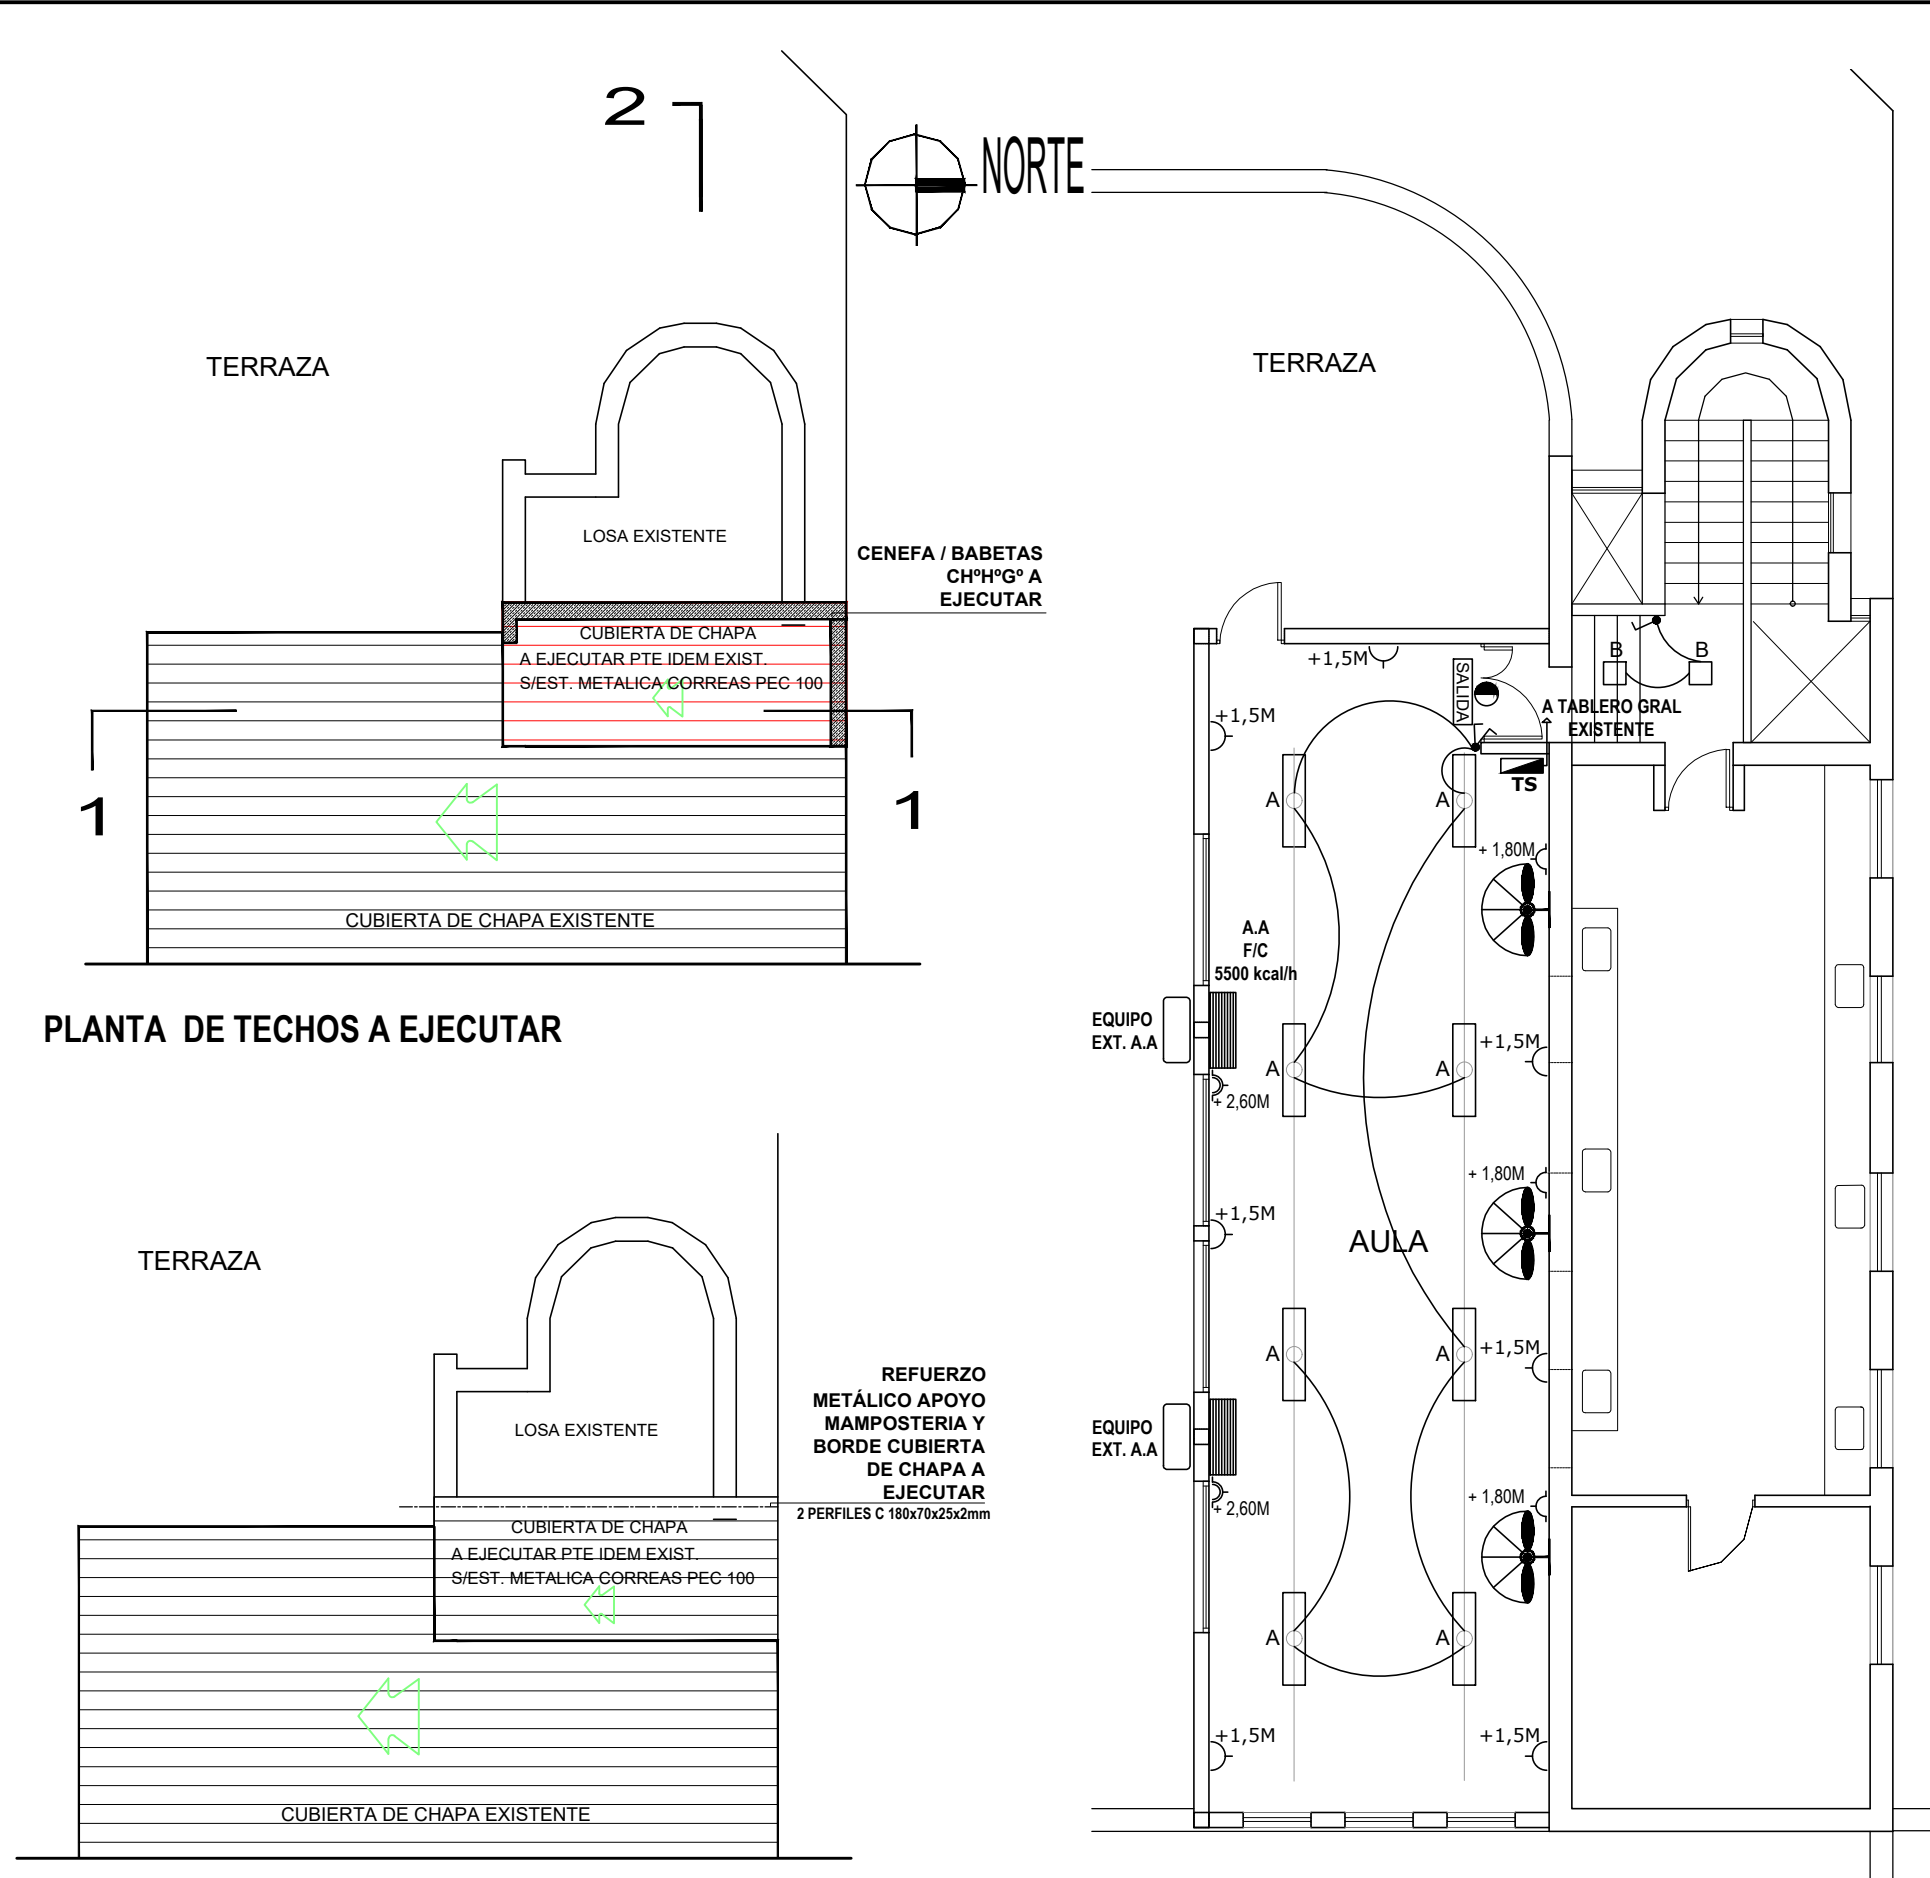 2
NORTE
TERRAZA
LOSA EXISTENTE
CENEFA / BABETAS
CHºHºGº A
EJECUTAR
CUBIERTA DE CHAPA
A EJECUTAR PTE IDEM EXIST.
S/EST. METALICA CORREAS PEC 100
1
1
CUBIERTA DE CHAPA EXISTENTE
PLANTA DE TECHOS A EJECUTAR
TERRAZA
LOSA EXISTENTE
REFUERZO
METÁLICO APOYO
MAMPOSTERIA Y
BORDE CUBIERTA
DE CHAPA A
EJECUTAR
2 PERFILES C 180x70x25x2mm
CUBIERTA DE CHAPA
A EJECUTAR PTE IDEM EXIST.
S/EST. METALICA CORREAS PEC 100
CUBIERTA DE CHAPA EXISTENTE
TERRAZA
+1,5M
SALIDA
B
B
+1,5M
A TABLERO GRAL
EXISTENTE
TS
A
A
+ 1,80M
A.A
F/C
5500 kcal/h
EQUIPO
EXT. A.A
+1,5M
A
A
+ 2,60M
+ 1,80M
+1,5M
AULA
+1,5M
A
A
EQUIPO
EXT. A.A
+ 1,80M
+ 2,60M
A
A
+1,5M
+1,5M